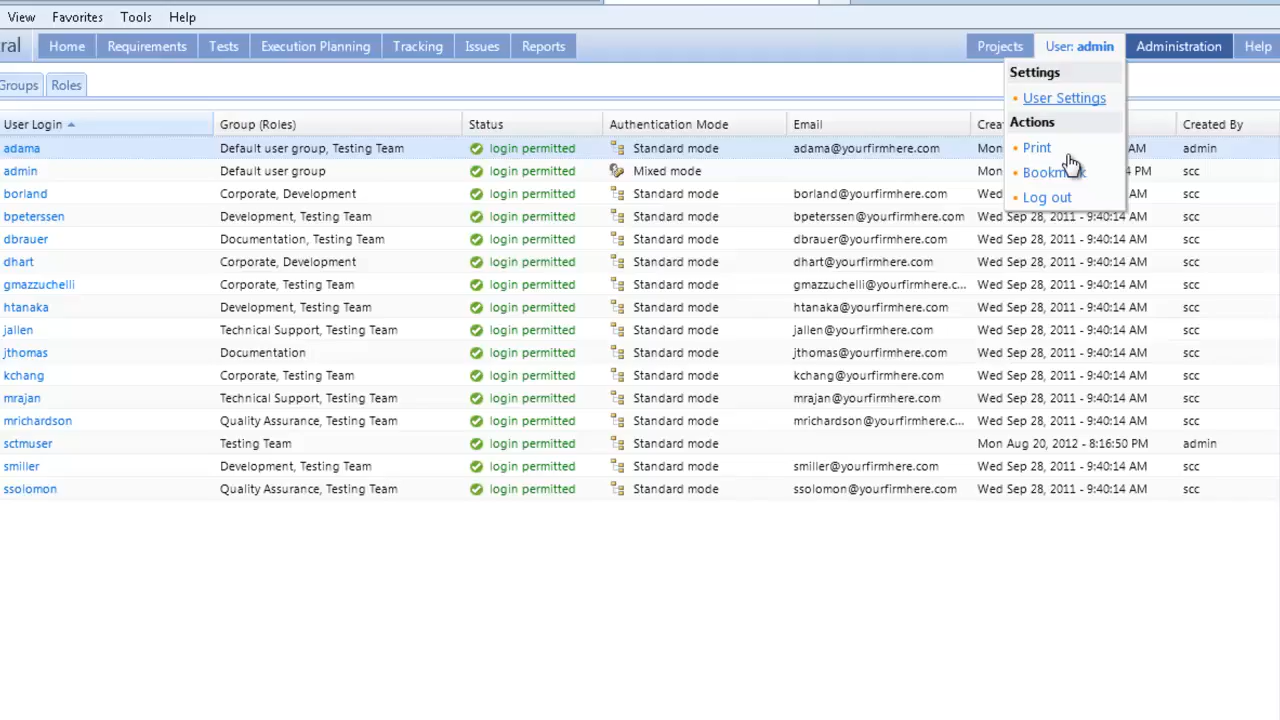 View Favorites Tools Help
ral Home Requirements Tests Execution Planning Tracking Issues Reports Projects User: admin Administration Help
Settings
Groups Roles
User Settings
Actions
Print
Log out
User Login Group (Roles) Status Authentication Mode Email Created By
adama Default user group, Testing Team login permitted Standard mode adama@yourfirmhere.com Mon AM admin
admin Default user group login permitted Mixed mode Mon 4 PM scc
borland Corporate, Development login permitted Standard mode borland@yourfirmhere.com Wed scc
bpeterssen Development, Testing Team login permitted Standard mode bpeterssen@yourfirmhere.com Wed Sep 28, 2011 - 9:40:14 AM scc
dbrauer Documentation, Testing Team login permitted Standard mode dbrauer@yourfirmhere.com Wed Sep 28, 2011 - 9:40:14 AM scc
dhart Corporate, Development login permitted Standard mode dhart@yourfirmhere.com Wed Sep 28, 2011 - 9:40:14 AM scc
gmazzuchelli Corporate, Testing Team login permitted Standard mode gmazzuchelli@yourfirmhere.c... Wed Sep 28, 2011 - 9:40:14 AM scc
htanaka Development, Testing Team login permitted Standard mode htanaka@yourfirmhere.com Wed Sep 28, 2011 - 9:40:14 AM scc
jallen Technical Support, Testing Team login permitted Standard mode jallen@yourfirmhere.com Wed Sep 28, 2011 - 9:40:14 AM scc
jthomas Documentation login permitted Standard mode jthomas@yourfirmhere.com Wed Sep 28, 2011 - 9:40:14 AM scc
kchang Corporate, Testing Team login permitted Standard mode kchang@yourfirmhere.com Wed Sep 28, 2011 - 9:40:14 AM scc
mrajan Technical Support, Testing Team login permitted Standard mode mrajan@yourfirmhere.com Wed Sep 28, 2011 - 9:40:14 AM scc
mrichardson Quality Assurance, Testing Team login permitted Standard mode mrichardson@yourfirmhere.c... Wed Sep 28, 2011 - 9:40:14 AM scc
sctmuser Testing Team login permitted Standard mode Mon Aug 20, 2012 - 8:16:50 PM admin
smiller Development, Testing Team login permitted Standard mode smiller@yourfirmhere.com Wed Sep 28, 2011 - 9:40:14 AM scc
ssolomon Quality Assurance, Testing Team login permitted Standard mode ssolomon@yourfirmhere.com Wed Sep 28, 2011 - 9:40:14 AM scc